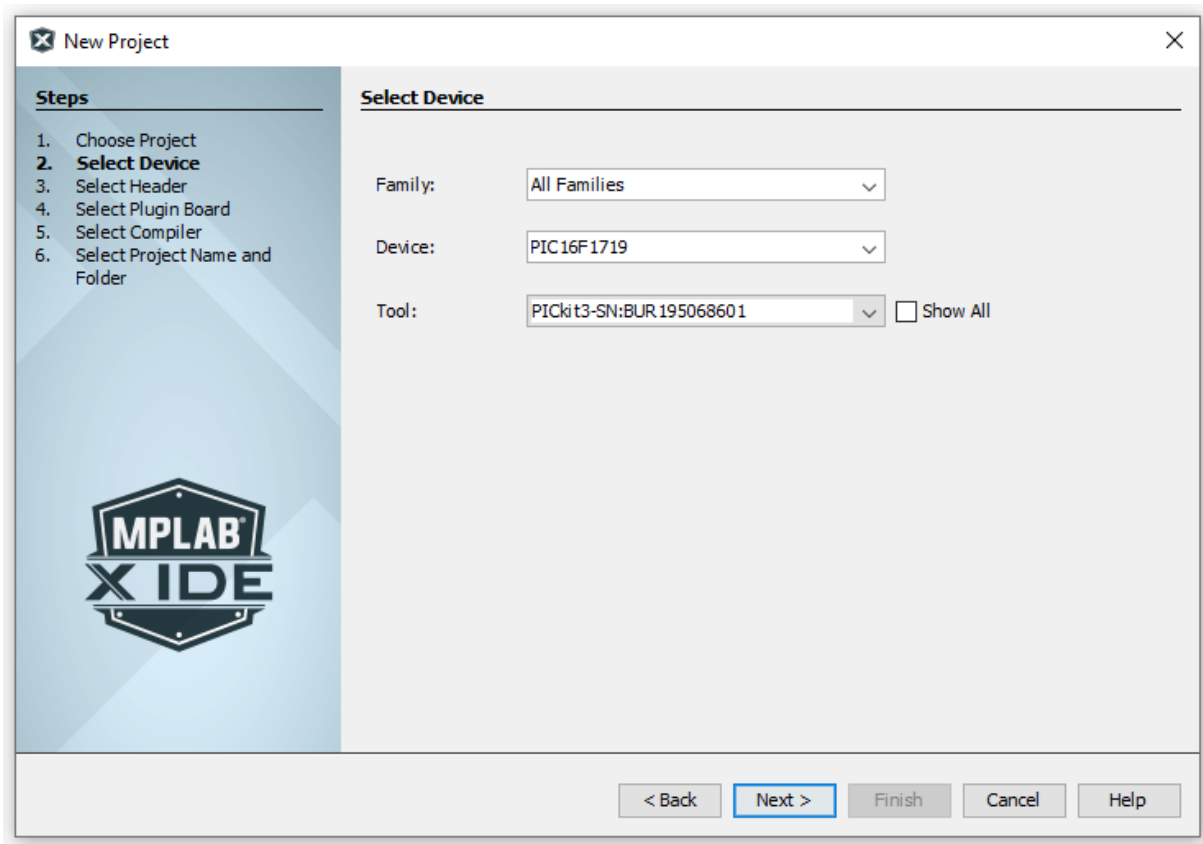 New Project
Steps
1. Choose Project
2. Select Device
3. Select Header
4. Select Plugin Board
5. Select Compiler
6. Select Project Name and
Folder
MPLAB®
X IDE
Select Device
Family: All Families
Device: PIC16F1719
Tool: PICkit3-SN:BUR195068601 Show All
< Back Next > Finish Cancel Help